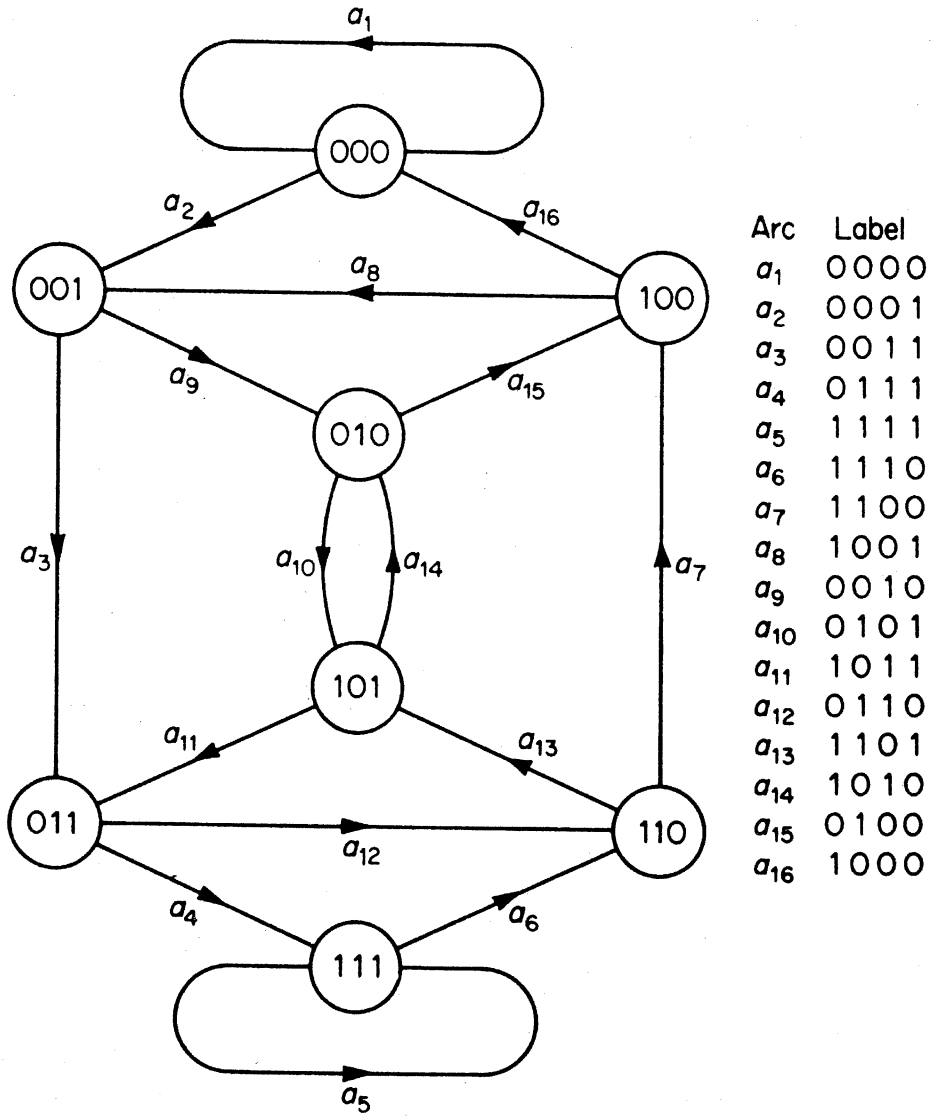 a₁
000
a₂
a₁₆
001
a₈
100
a₉
a₁₅
010
a₃
a₁₀
a₁₄
a₇
101
a₁₁
a₁₃
011
a₁₂
110
a₄
a₆
111
a₅
Arc Label
a₁ 0000
a₂ 0001
a₃ 0011
a₄ 0111
a₅ 1111
a₆ 1110
a₇ 1100
a₈ 1001
a₉ 0010
a₁₀ 0101
a₁₁ 1011
a₁₂ 0110
a₁₃ 1101
a₁₄ 1010
a₁₅ 0100
a₁₆ 1000